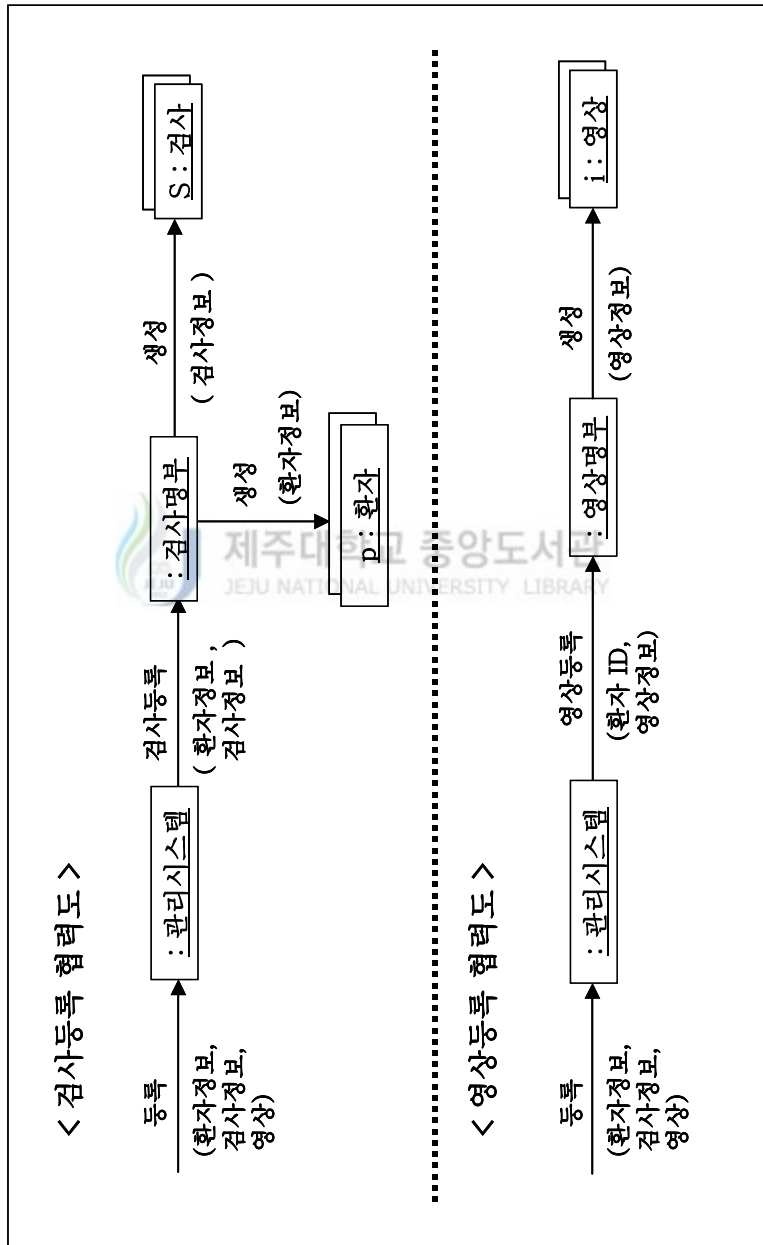 < 검사등록 협력도 >
등록
(환자정보,
검사정보,
영상)
: 관리시스템
검사등록
( 환자정보 ,
검사정보 )
: 검사명부
생성
( 검사정보 )
S : 검사
생성
(환자정보)
p : 환자
< 영상등록 협력도 >
등록
(환자정보,
검사정보,
영상)
: 관리시스템
영상등록
(환자 ID,
영상정보)
: 영상명부
생성
(영상정보)
i : 영상
제주대학교 중앙도서관
JEJU NATIONAL UNIVERSITY LIBRARY